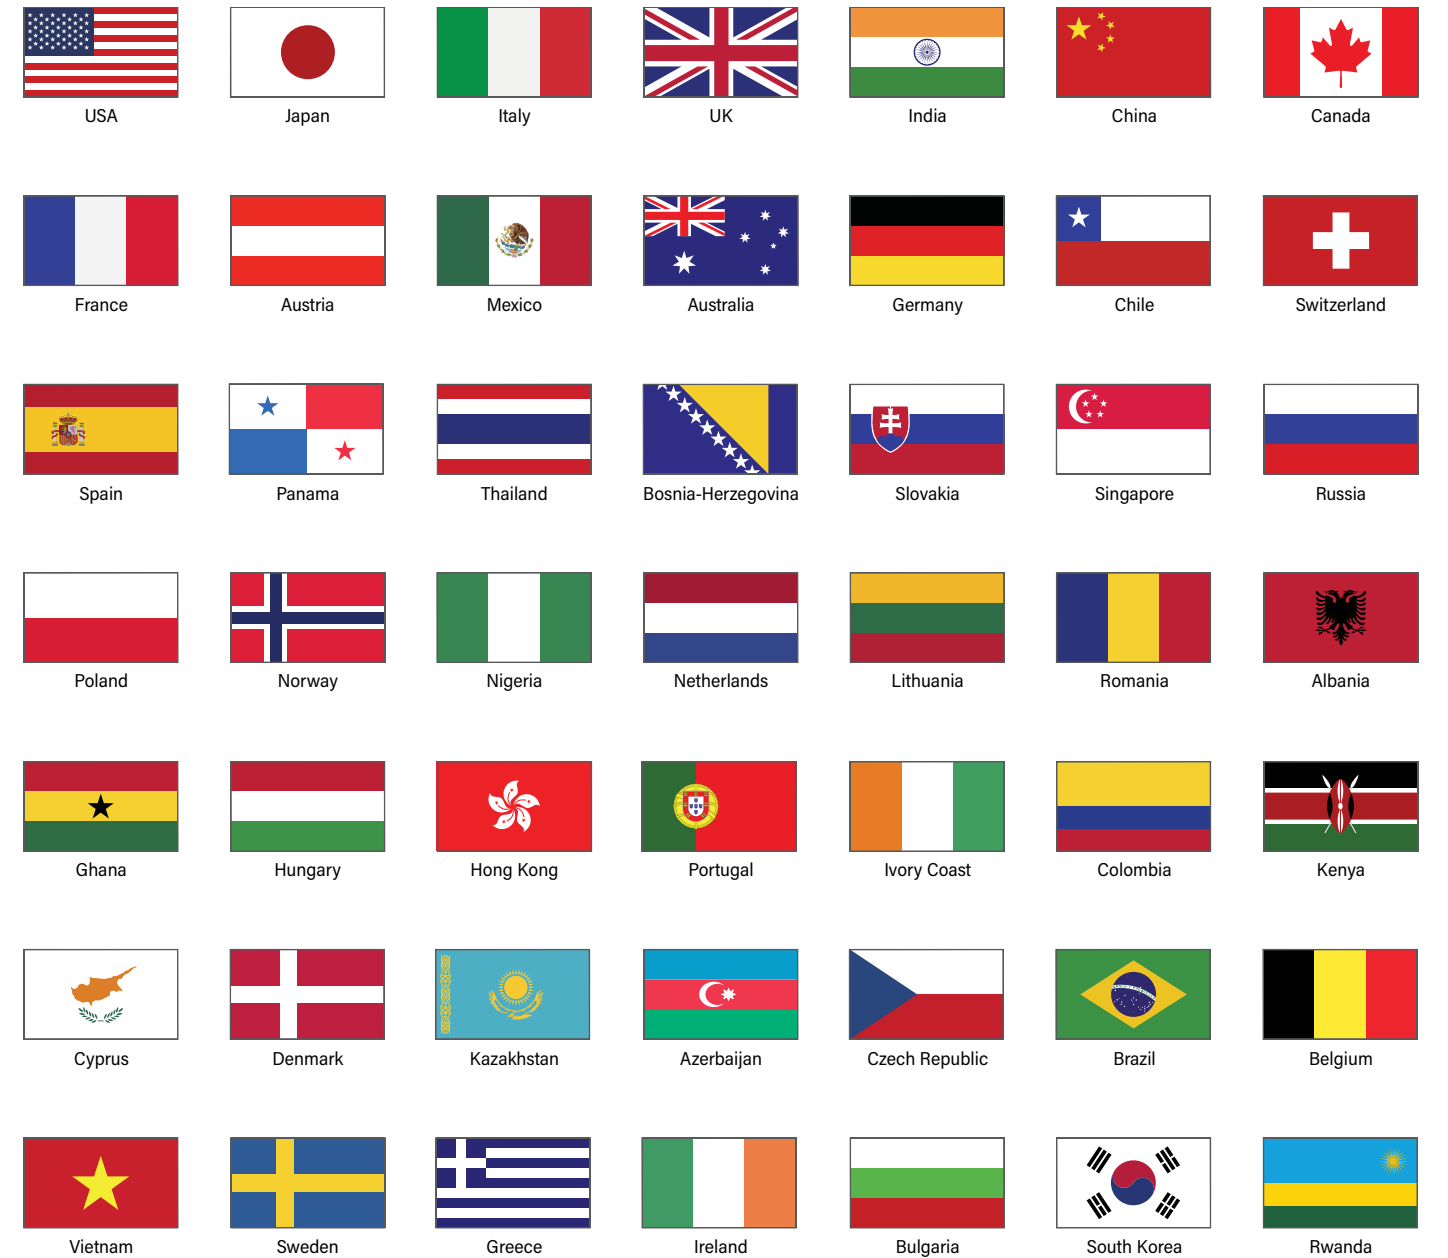 USA
Japan
Italy
UK
India
China
Canada
France
Austria
Mexico
Australia
Germany
Chile
Switzerland
Spain
Panama
Thailand
Bosnia-Herzegovina
Slovakia
Singapore
Russia
Poland
Norway
Nigeria
Netherlands
Lithuania
Romania
Albania
Ghana
Hungary
Hong Kong
Portugal
Ivory Coast
Colombia
Kenya
Cyprus
Denmark
Kazakhstan
Azerbaijan
Czech Republic
Brazil
Belgium
Vietnam
Sweden
Greece
Ireland
Bulgaria
South Korea
Rwanda